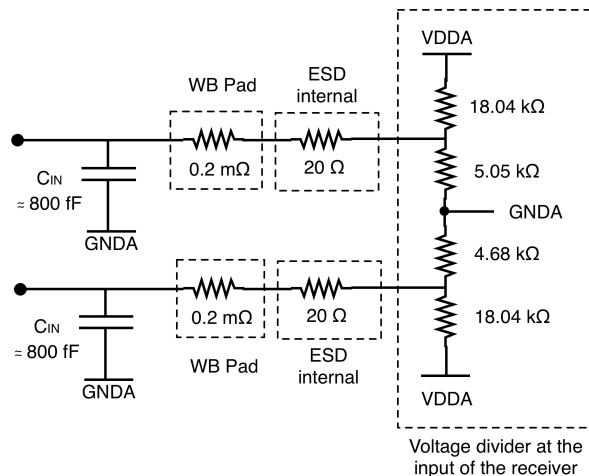 VDDA
WB Pad
ESD
internal
18.04 kΩ
0.2 mΩ
20 Ω
5.05 kΩ
CIN
≈ 800 fF
GNDA
GNDA
4.68 kΩ
0.2 mΩ
20 Ω
18.04 kΩ
CIN
≈ 800 fF
WB Pad
ESD
internal
GNDA
VDDA
Voltage divider at the
input of the receiver